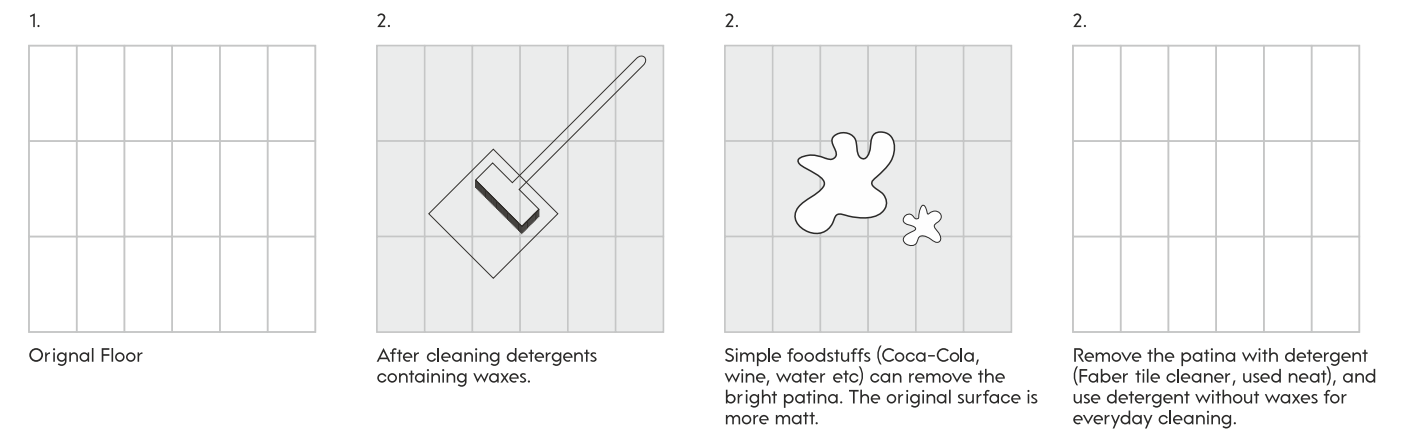 1.
Orignal Floor
2.
After cleaning detergents
containing waxes.
2.
Simple foodstuffs (Coca-Cola,
wine, water etc) can remove the
bright patina. The original surface is
more matt.
2.
Remove the patina with detergent
(Faber tile cleaner, used neat), and
use detergent without waxes for
everyday cleaning.